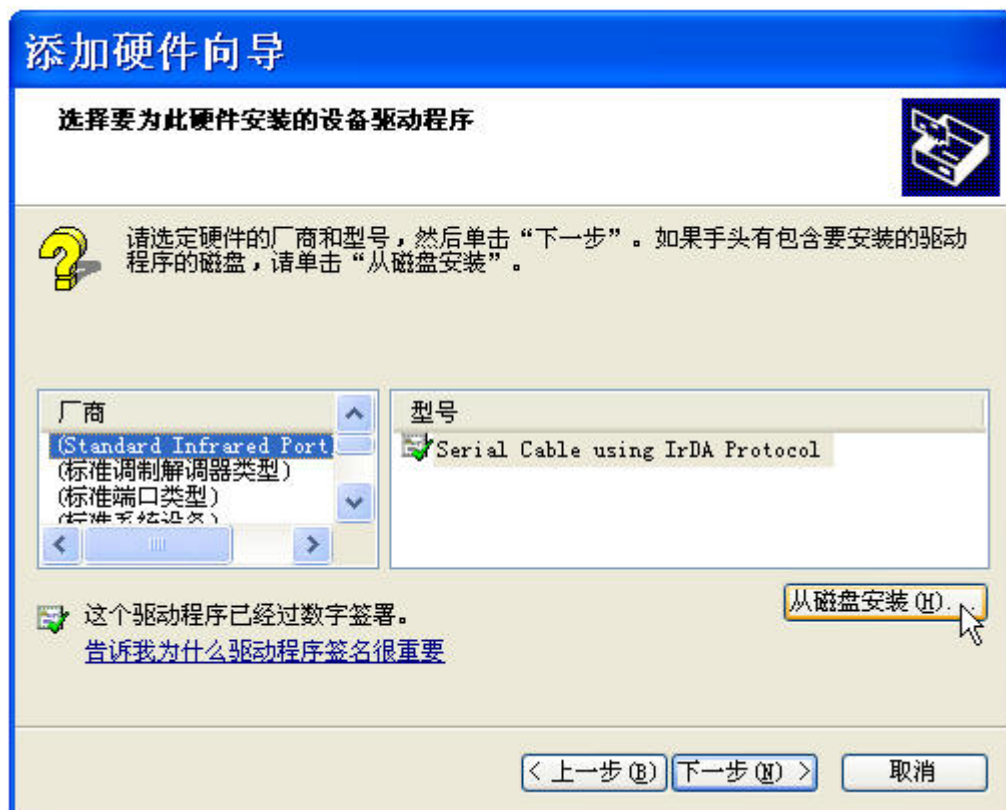 添加硬件向导
选择要为此硬件安装的设备驱动程序
请选定硬件的厂商和型号，然后单击“下一步”。如果手头有包含要安装的驱动
程序的磁盘，请单击“从磁盘安装”。
厂商
(Standard Infrared Port
(标准调制解调器类型)
(标准端口类型)
(标准系统设备)
型号
Serial Cable using IrDA Protocol
从磁盘安装(H)...
这个驱动程序已经过数字签署。
告诉我为什么驱动程序签名很重要
< 上一步(B)
下一步(N) >
取消